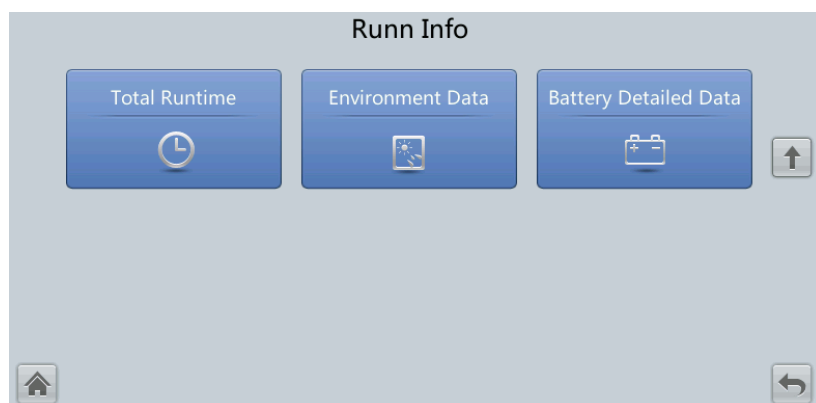 Runn Info
Total Runtime
Environment Data
Battery Detailed Data